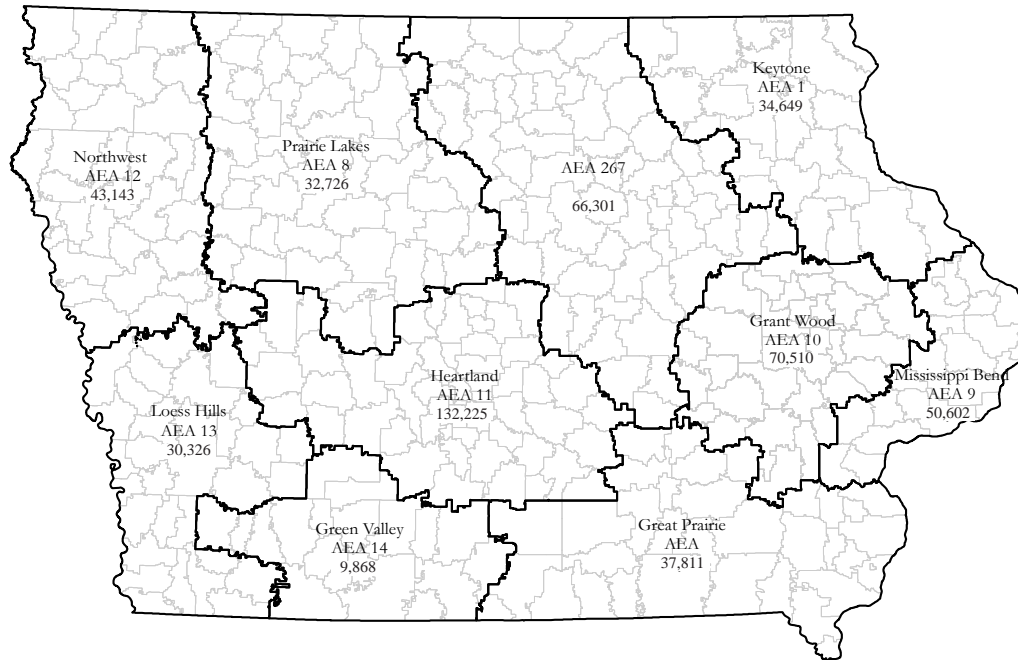 Keytone
AEA 1
34,649
Prairie Lakes
AEA 8
32,726
Northwest
AEA 12
43,143
AEA 267
66,301
Grant Wood
AEA 10
70,510
Heartland
AEA 11
132,225
Mississippi Bend
AEA 9
50,602
Loess Hills
AEA 13
30,326
Green Valley
AEA 14
9,868
Great Prairie
AEA
37,811